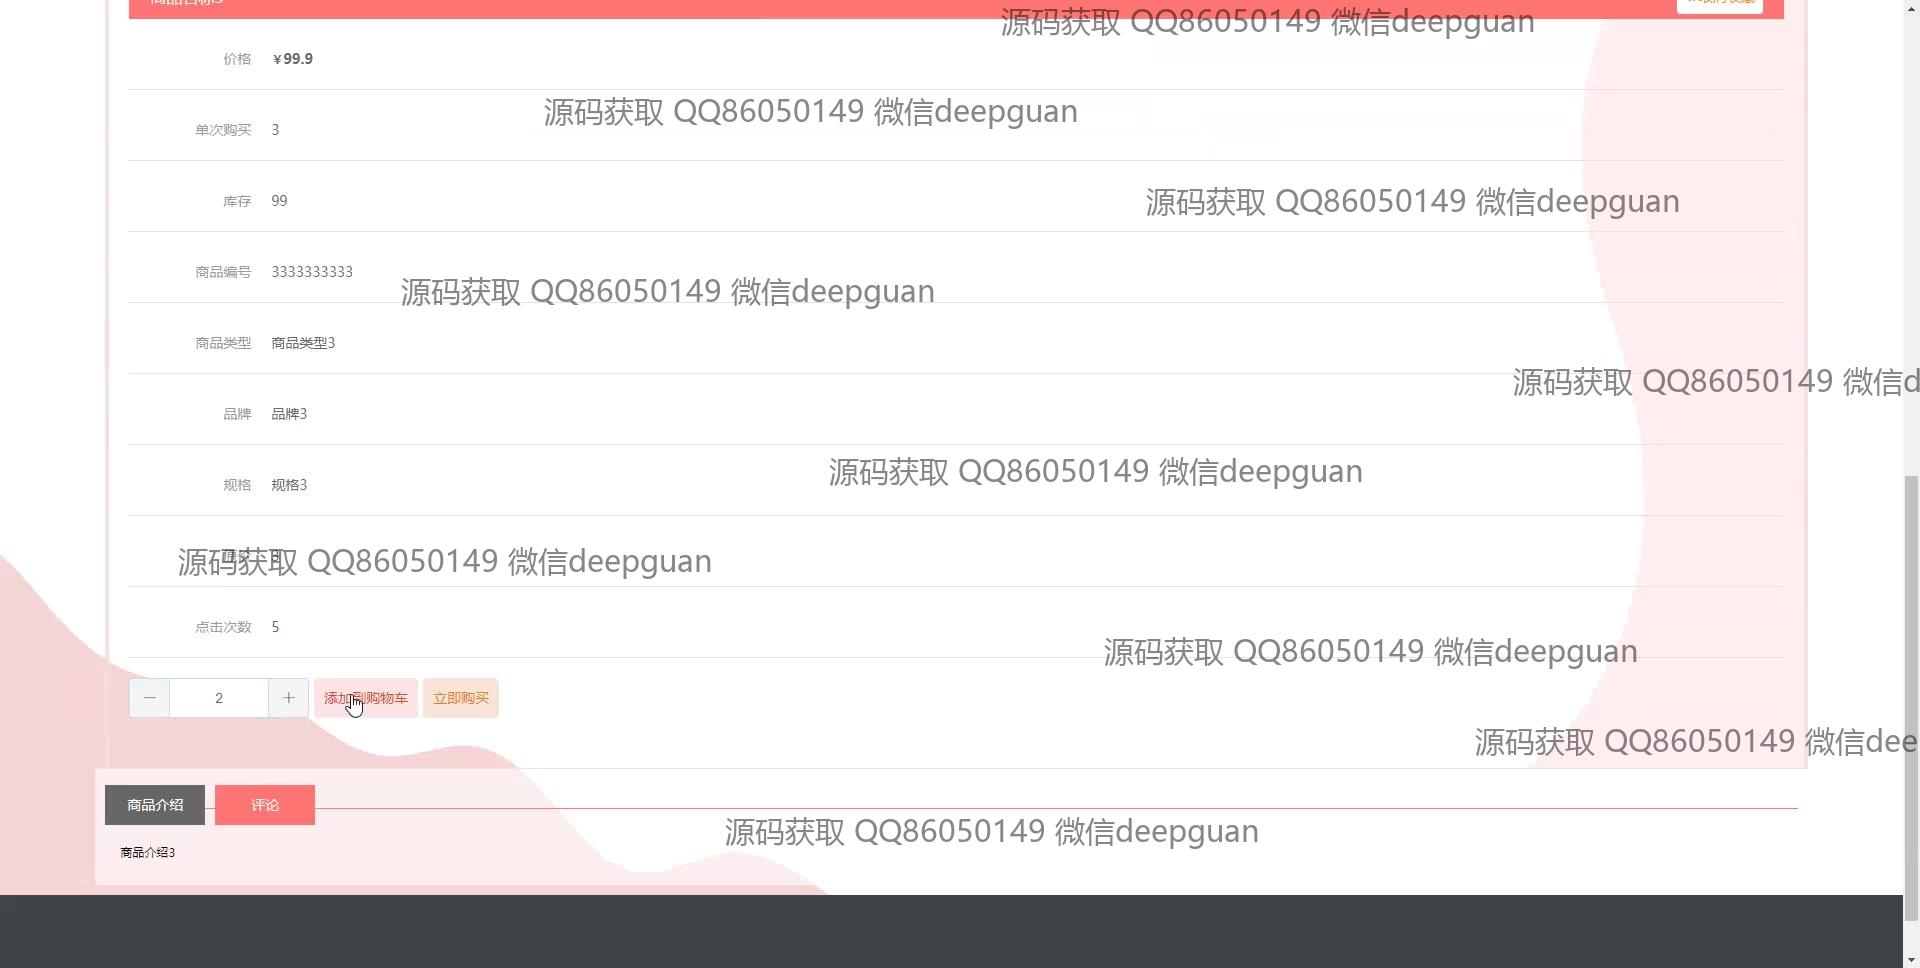 源码获取 QQ86050149 微信deepguan
价格 ¥99.9
源码获取 QQ86050149 微信deepguan
单次购买 3
库存 99
源码获取 QQ86050149 微信deepguan
商品编号 3333333333
源码获取 QQ86050149 微信deepguan
商品类型 商品类型3
源码获取 QQ86050149 微信d
品牌 品牌3
源码获取 QQ86050149 微信deepguan
规格 规格3
源码获取 QQ86050149 微信deepguan
点击次数 5
源码获取 QQ86050149 微信deepguan
2 添加到购物车 立即购买
源码获取 QQ86050149 微信dee
商品介绍 评论
源码获取 QQ86050149 微信deepguan
商品介绍3